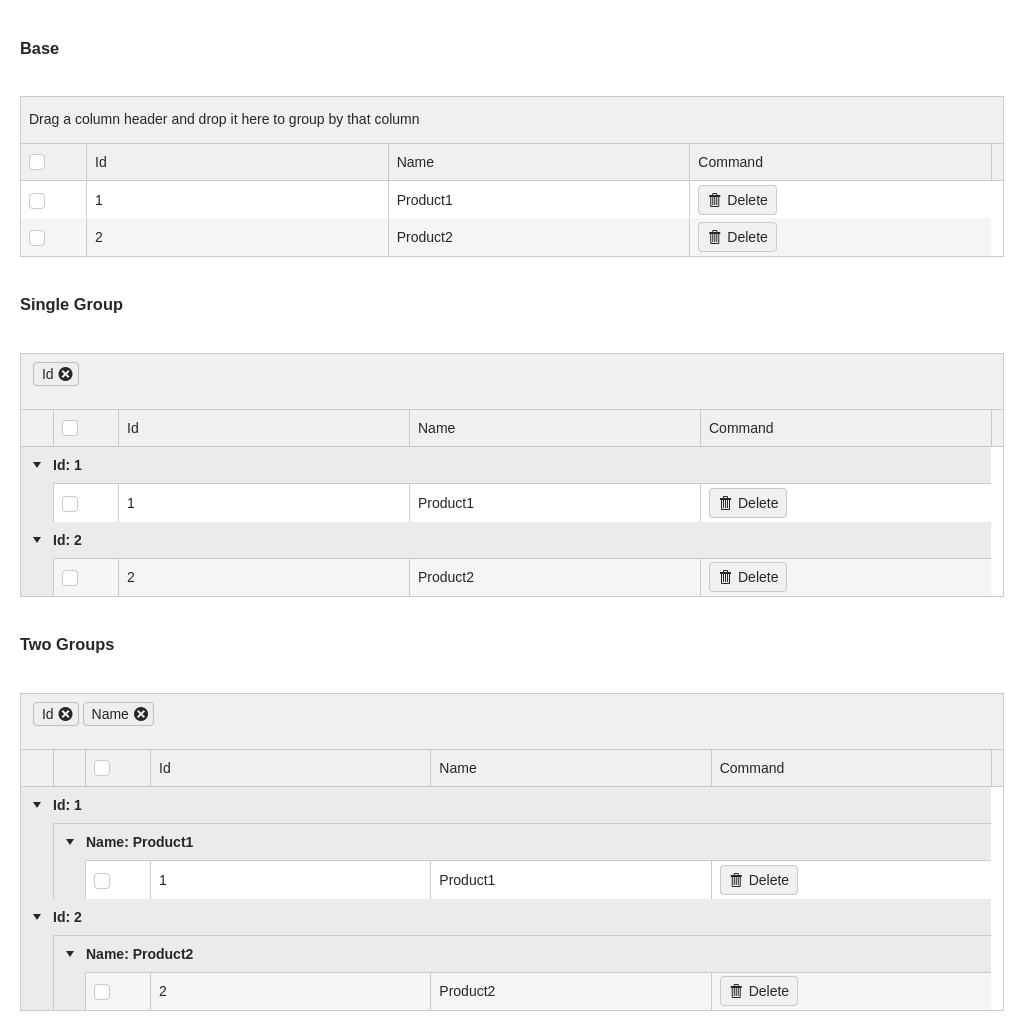 Base
Drag a column header and drop it here to group by that column
Id Name Command
1 Product1 Delete
2 Product2 Delete
Single Group
Id
Id Name Command
Id: 1
1 Product1 Delete
Id: 2
2 Product2 Delete
Two Groups
Id Name
Id Name Command
Id: 1
Name: Product1
1 Product1 Delete
Id: 2
Name: Product2
2 Product2 Delete